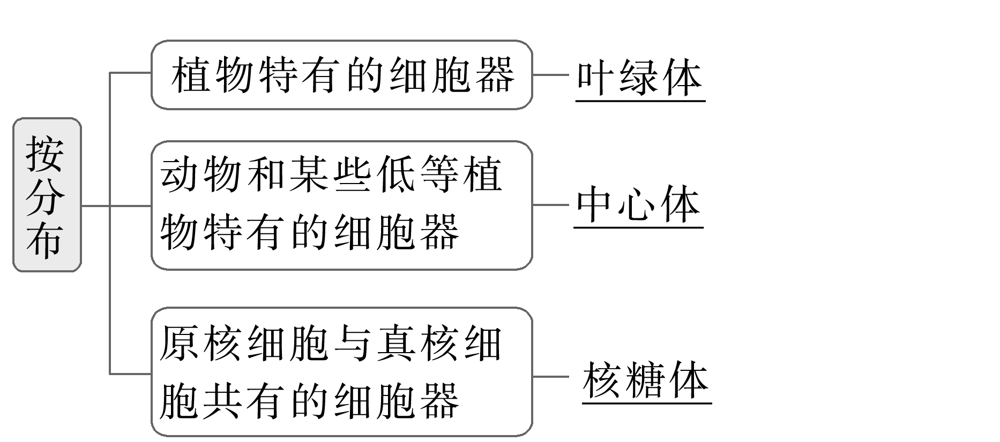 按分布
植物特有的细胞器
叶绿体
动物和某些低等植
物特有的细胞器
中心体
原核细胞与真核细
胞共有的细胞器
核糖体